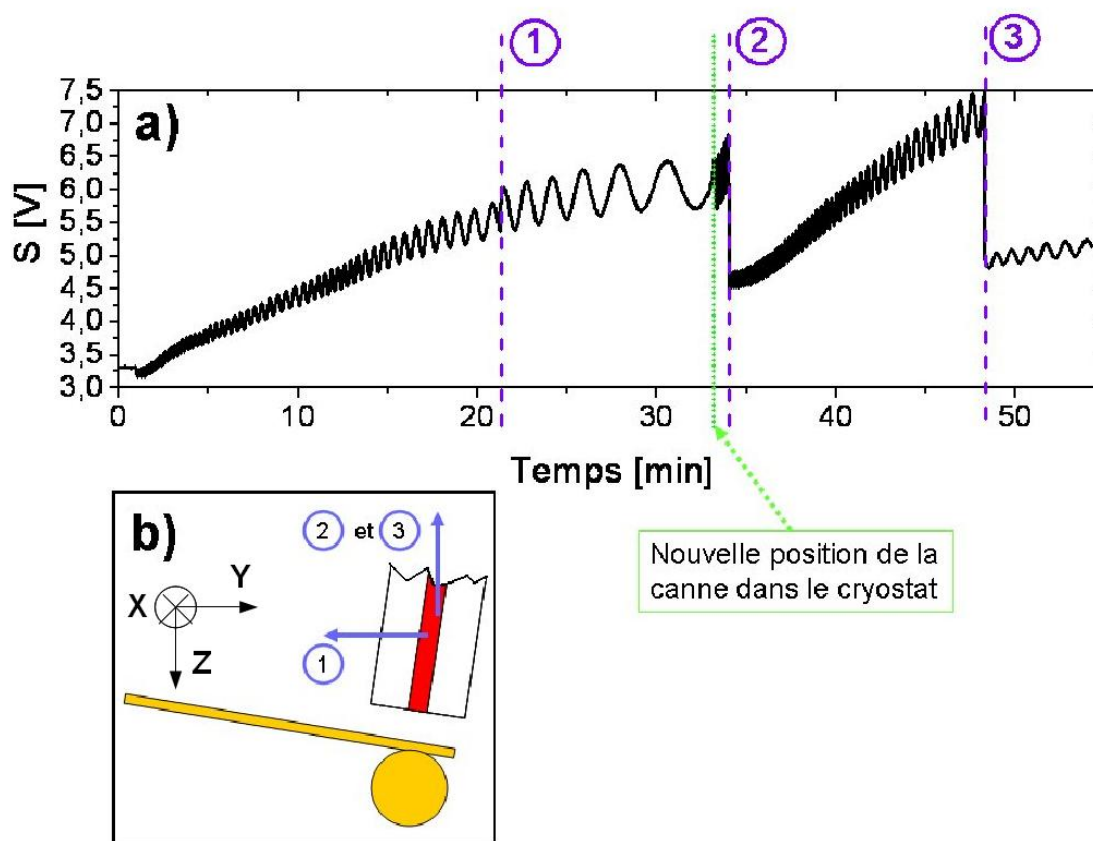 1
2
3
a)
7,5
7,0
6,5
6,0
5,5
5,0
4,5
4,0
3,5
3,0
S [V]
0
10
20
30
40
50
Temps [min]
Nouvelle position de la
canne dans le cryostat
b)
2 et 3
X
Y
Z
1